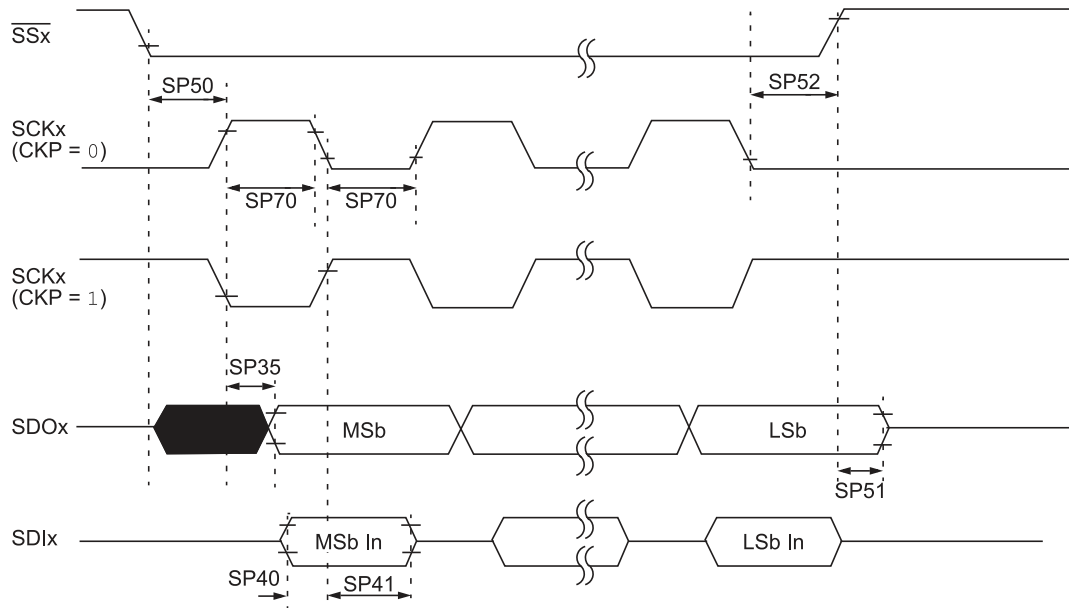 SSx
SP50
SP52
SCKx
(CKP = 0)
SP70
SP70
SCKx
(CKP = 1)
SP35
SDOx
MSb
LSb
SP51
SDIx
MSb In
LSb In
SP40
SP41